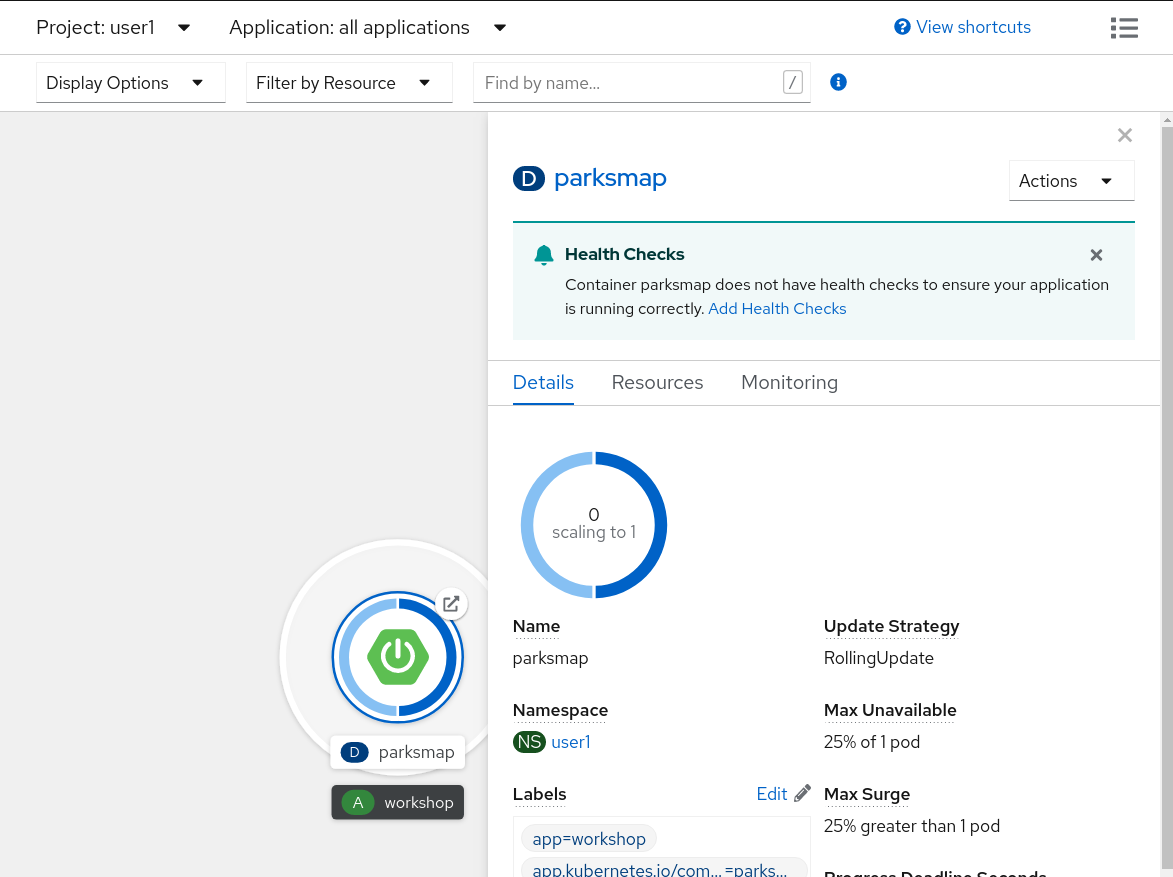 Project: user1
Application: all applications
View shortcuts
Display Options
Filter by Resource
Find by name...
/
D parksmap
Actions
Health Checks
Container parksmap does not have health checks to ensure your application
is running correctly. Add Health Checks
Details
Resources
Monitoring
0
scaling to 1
Name
parksmap
Update Strategy
RollingUpdate
Namespace
NS user1
Max Unavailable
25% of 1 pod
Labels
Edit
app=workshop
app.kubernetes.io/com... =parks...
Max Surge
25% greater than 1 pod
Progress Deadline Seconds
D parksmap
A workshop